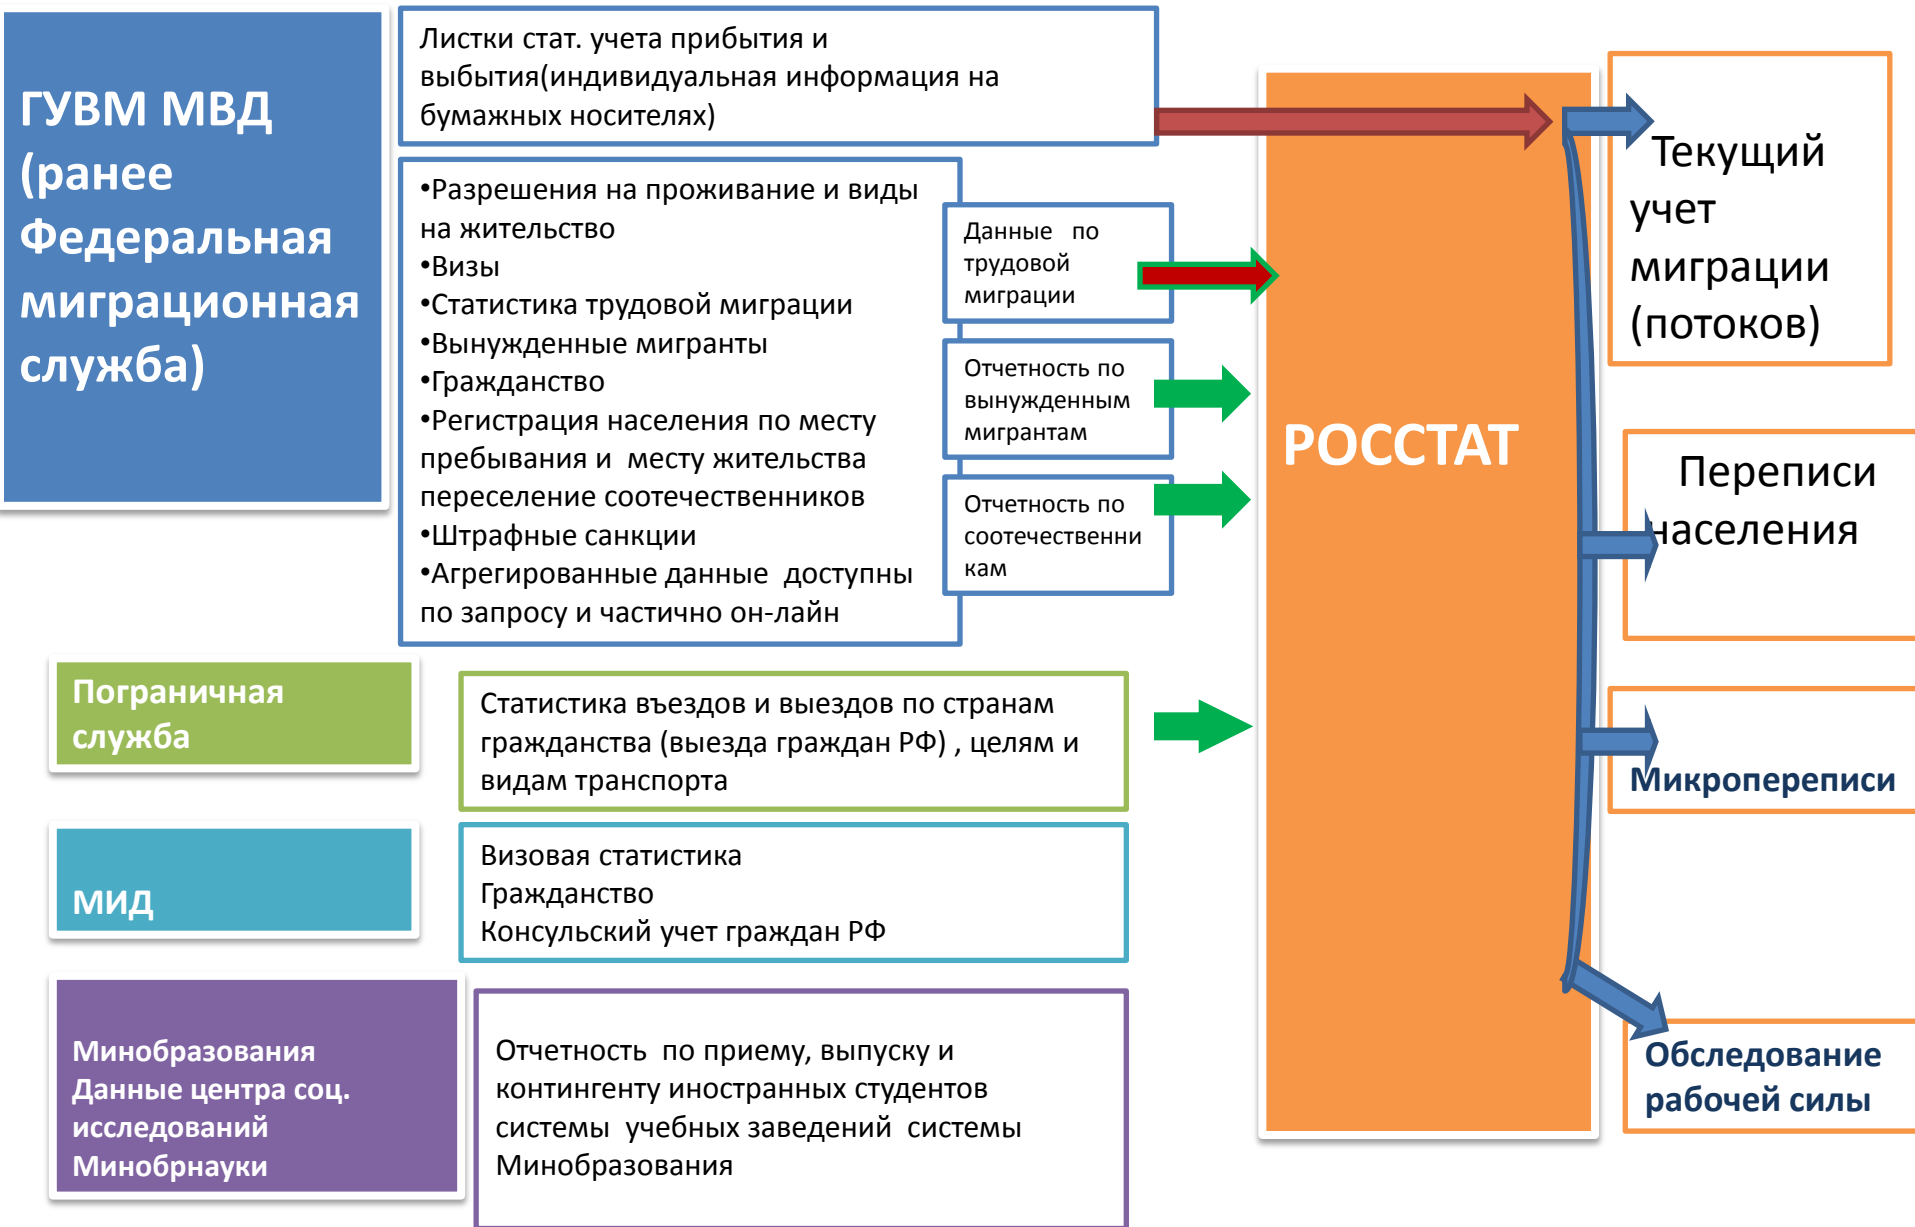 ГУВМ МВД
(ранее
Федеральная
миграционная
служба)
Листки стат. учета прибытия и
выбытия(индивидуальная информация на
бумажных носителях)
•Разрешения на проживание и виды
на жительство
•Визы
•Статистика трудовой миграции
•Вынужденные мигранты
•Гражданство
•Регистрация населения по месту
пребывания и месту жительства
переселение соотечественников
•Штрафные санкции
•Агрегированные данные доступны
по запросу и частично он-лайн
Данные по
трудовой
миграции
Отчетность по
вынужденным
мигрантам
Отчетность по
соотечественни
кам
Пограничная
служба
Статистика въездов и выездов по странам
гражданства (выезда граждан РФ) , целям и
видам транспорта
МИД
Визовая статистика
Гражданство
Консульский учет граждан РФ
Минобразования
Данные центра соц.
исследований
Минобрнауки
Отчетность по приему, выпуску и
контингенту иностранных студентов
системы учебных заведений системы
Минобразования
РОССТАТ
Текущий
учет
миграции
(потоков)
Переписи
населения
Микропереписи
Обследование
рабочей силы